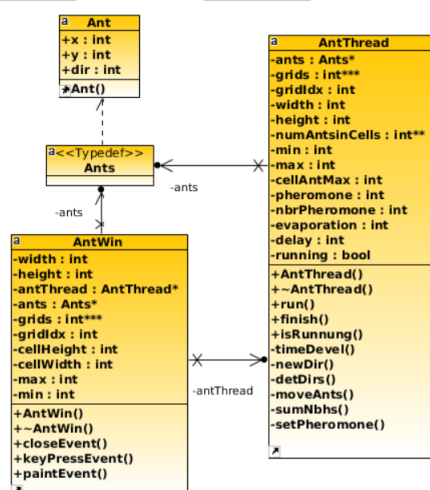 a
Ant
+x : int
+y : int
+dir : int
+Ant()
a<<Typedef>>
Ants
-ants
-ants
a
AntThread
-ants : Ants*
-grids : int***
-gridIdx : int
-width : int
-height : int
-numAntsinCells : int**
-min : int
-max : int
-cellAntMax : int
-pheromone : int
-nbrPheromone : int
-evaporation : int
-delay : int
-running : bool
+AntThread()
+~AntThread()
+run()
+finish()
+isRunnung()
-timeDevel()
-newDir()
-detDirs()
-moveAnts()
-sumNbhs()
-setPheromone()
a
AntWin
-width : int
-height : int
-antThread : AntThread*
-ants : Ants*
-grids : int***
-gridIdx : int
-cellHeight : int
-cellWidth : int
-max : int
-min : int
+AntWin()
+~AntWin()
+closeEvent()
+keyPressEvent()
+paintEvent()
-antThread